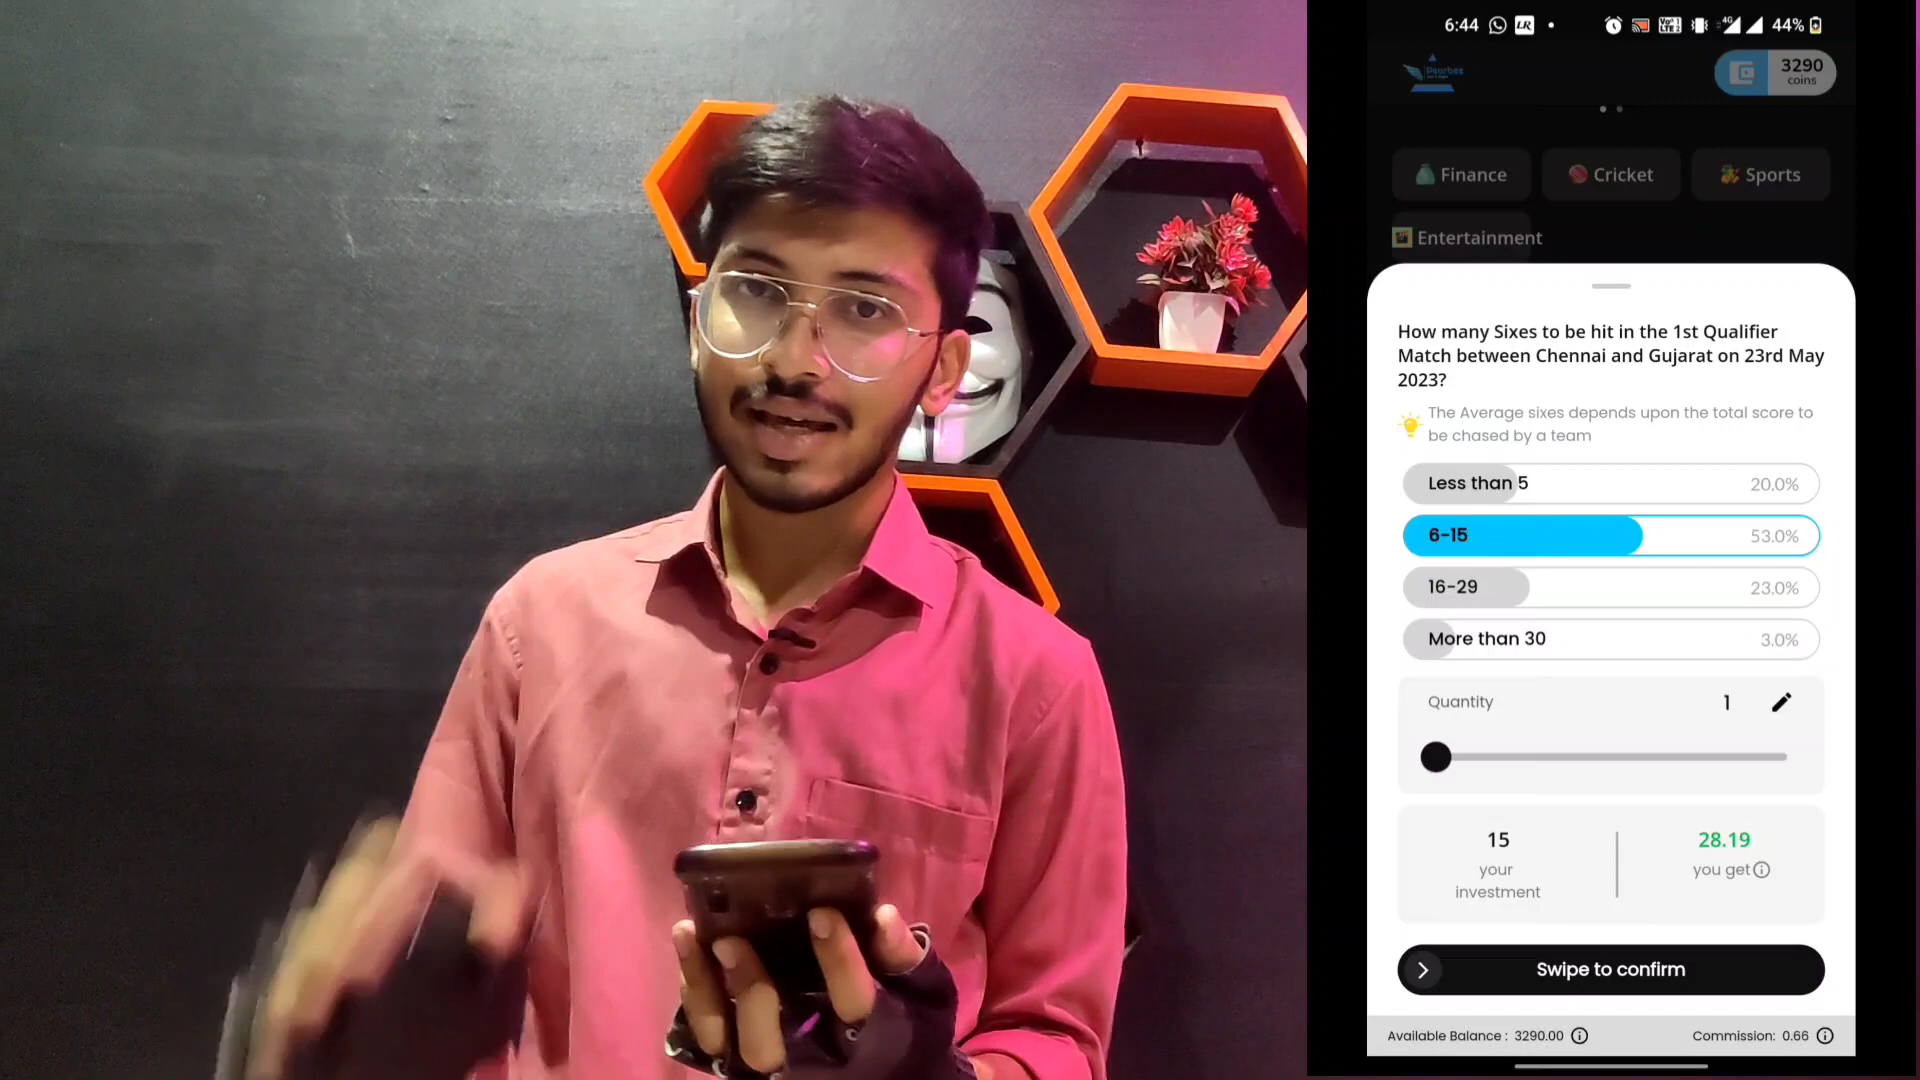 6:44
44%
3290
coins
Finance
Cricket
Sports
Entertainment
How many Sixes to be hit in the 1st Qualifier
Match between Chennai and Gujarat on 23rd May
2023?
The Average sixes depends upon the total score to
be chased by a team
Less than 5 20.0%
6-15 53.0%
16-29 23.0%
More than 30 3.0%
Quantity 1
15 28.19
your you get
investment
Swipe to confirm
Available Balance : 3290.00 Commission: 0.66